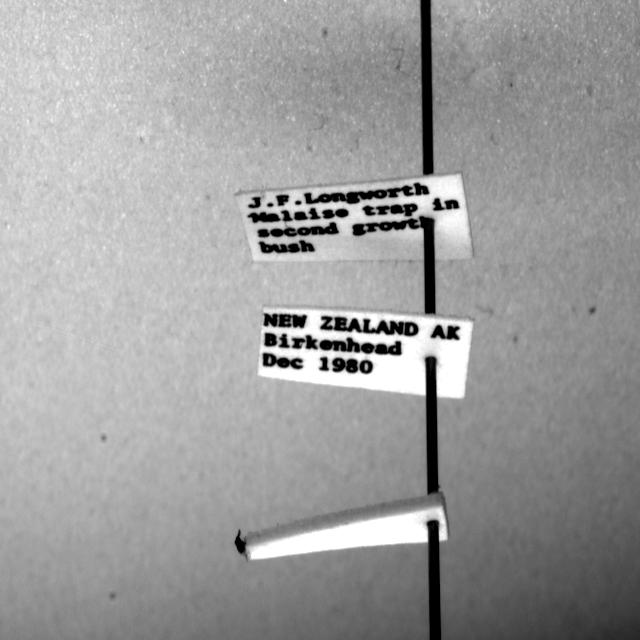 J.F.Longworth
malaise trap in
second growth
bush
NEW ZEALAND AK
Birkenhead
Dec 1980